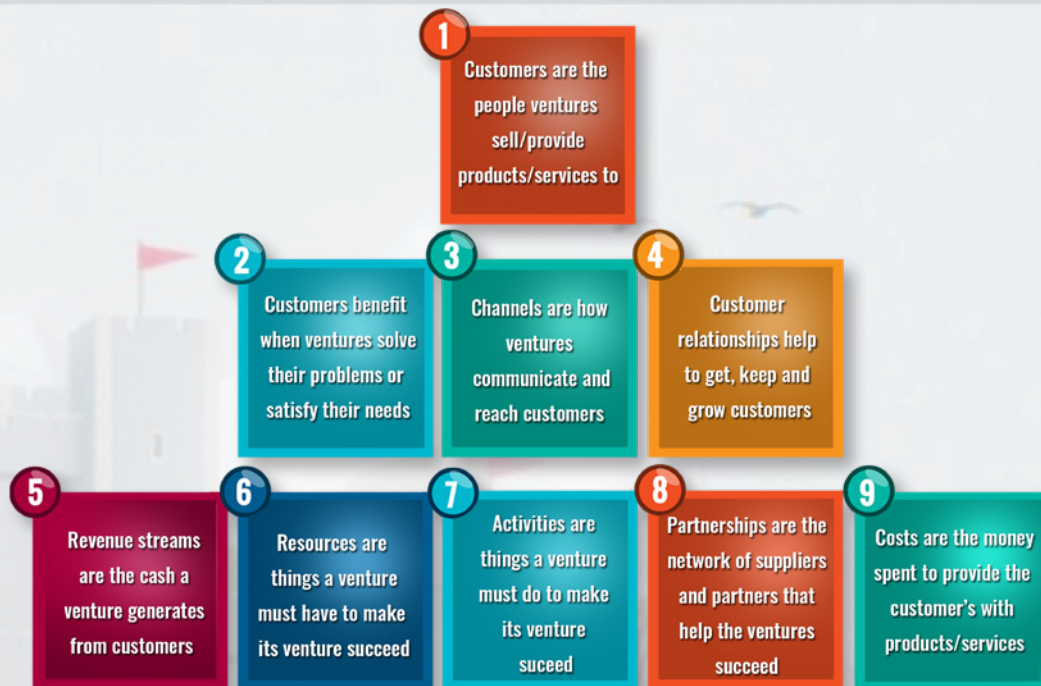 1
Customers are the
people ventures
sell/provide
products/services to
2
Customers benefit
when ventures solve
their problems or
satisfy their needs
3
Channels are how
ventures
communicate and
reach customers
4
Customer
relationships help
to get, keep and
grow customers
5
Revenue streams
are the cash a
venture generates
from customers
6
Resources are
things a venture
must have to make
its venture succeed
7
Activities are
things a venture
must do to make
its venture
suceed
8
Partnerships are the
network of suppliers
and partners that
help the ventures
succeed
9
Costs are the money
spent to provide the
customer's with
products/services